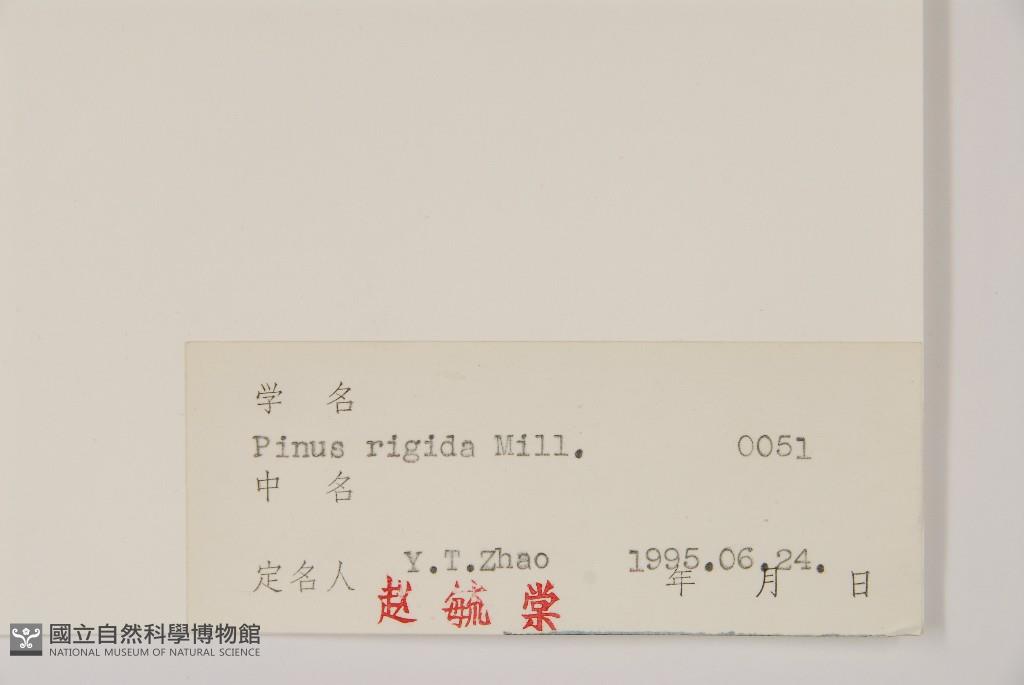 学 名
Pinus rigida Mill. 0051
中 名
定名人 Y.T.Zhao 1995.06.24.
年 月 日
赵 毓 棠
國立自然科學博物館
NATIONAL MUSEUM OF NATURAL SCIENCE